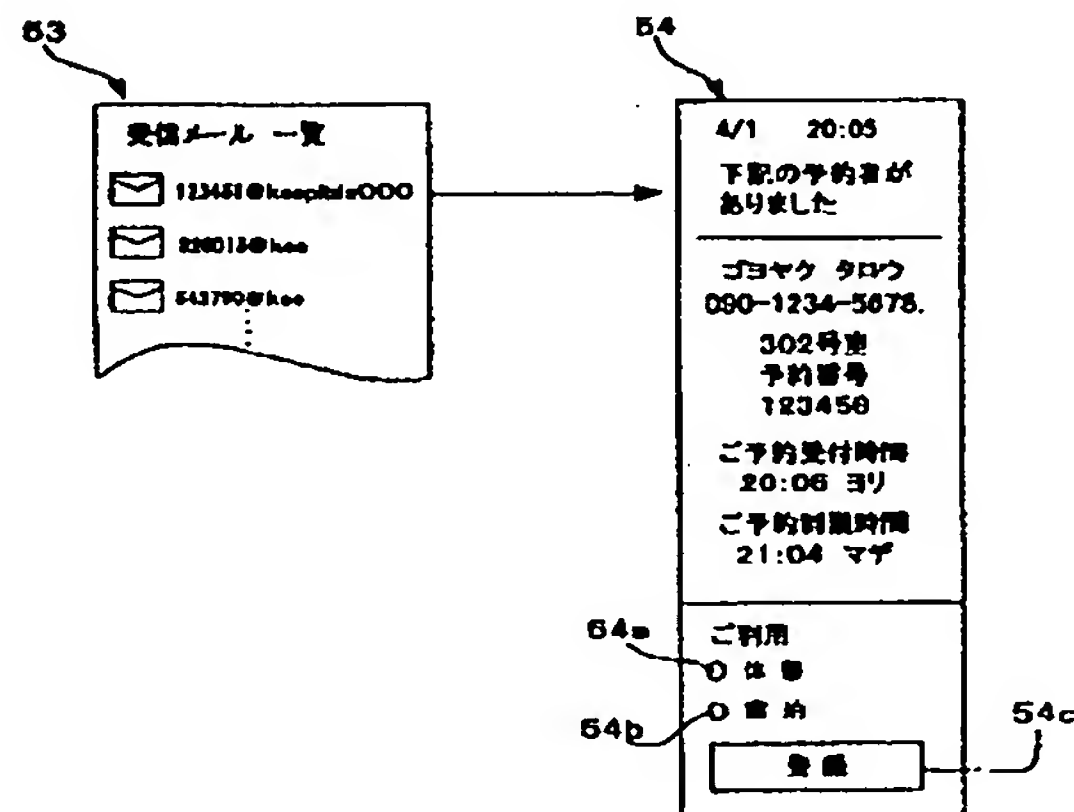 53
受信メール 一覧
54
4/1 20:05
下記の予約者が
ありました
ゴヨヤク タロウ
090-1234-5678.
302号室
予約番号
123456
ご予約受付時間
20:06 ヨリ
ご予約制限時間
21:04 マデ
ご利用
54a
休憩
54b
宿泊
54c
登録